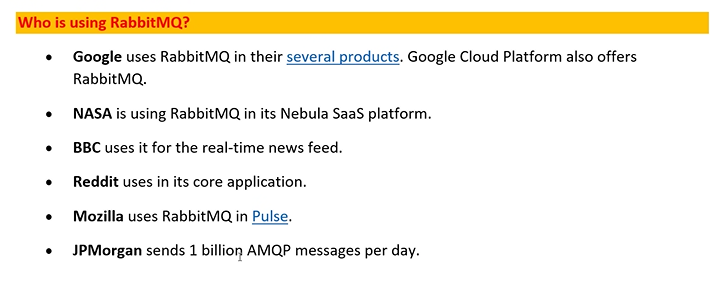 Who is using RabbitMQ?
• Google uses RabbitMQ in their several products. Google Cloud Platform also offers
RabbitMQ.
• NASA is using RabbitMQ in its Nebula SaaS platform.
• BBC uses it for the real-time news feed.
• Reddit uses in its core application.
• Mozilla uses RabbitMQ in Pulse.
• JPMorgan sends 1 billion AMQP messages per day.